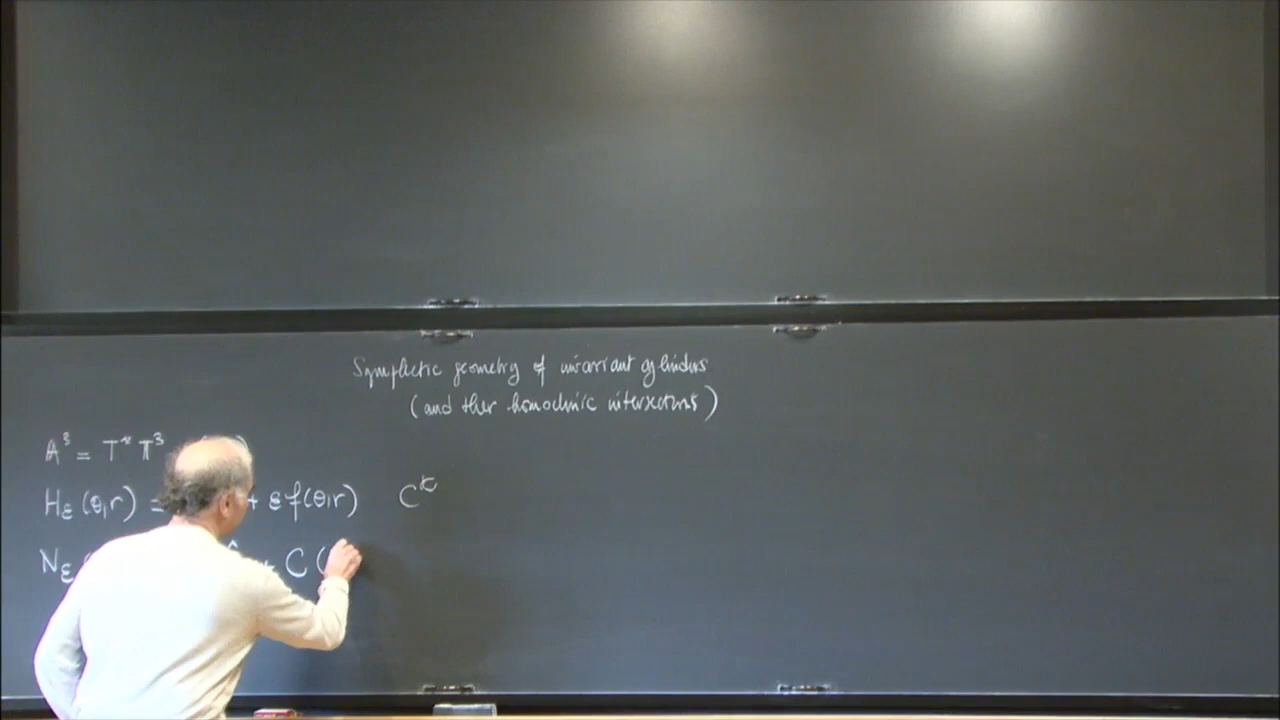 Symplectic geometry of invariant cylinders
(and their homoclinic intersections)
𝔸³ = T*𝕋³
H_ε(θ,r) = + εf(θ,r) C^κ
N_ε + C (